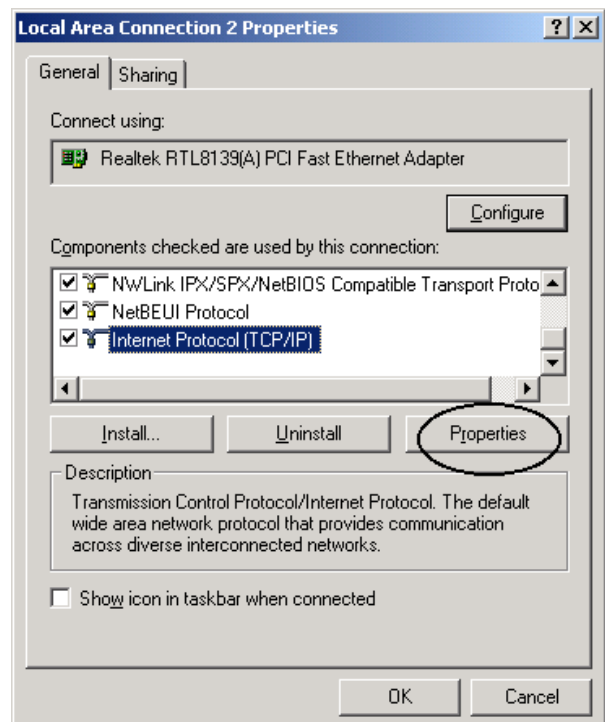 Local Area Connection 2 Properties
General
Sharing
Connect using:
Realtek RTL8139(A) PCI Fast Ethernet Adapter
Configure
Components checked are used by this connection:
NWLink IPX/SPX/NetBIOS Compatible Transport Proto
NetBEUI Protocol
Internet Protocol (TCP/IP)
Install...
Uninstall
Properties
Description
Transmission Control Protocol/Internet Protocol. The default
wide area network protocol that provides communication
across diverse interconnected networks.
Show icon in taskbar when connected
OK
Cancel